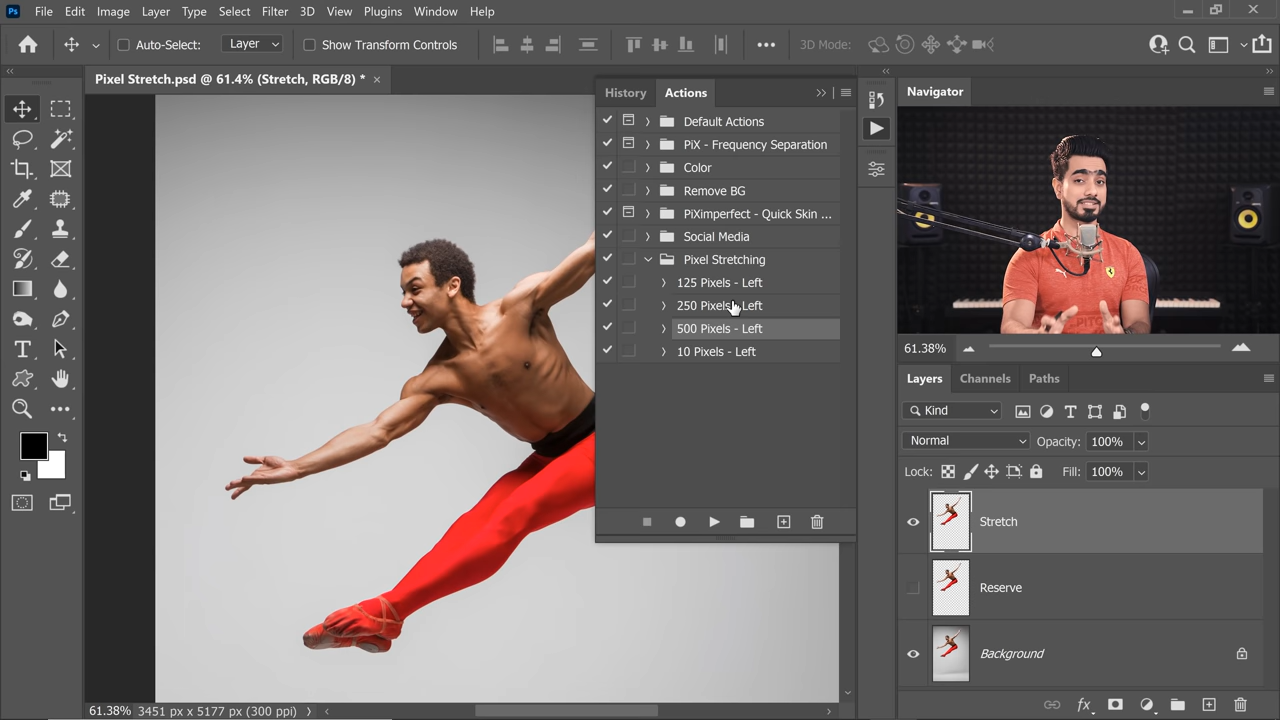 Ps File Edit Image Layer Type Select Filter 3D View Plugins Window Help
Auto-Select: Layer Show Transform Controls 3D Mode:
Pixel Stretch.psd @ 61.4% (Stretch, RGB/8) *
History Actions
Default Actions
PiX - Frequency Separation
Color
Remove BG
PiXimperfect - Quick Skin ...
Social Media
Pixel Stretching
125 Pixels - Left
250 Pixels - Left
500 Pixels - Left
10 Pixels - Left
61.38% 3451 px x 5177 px (300 ppi)
Navigator
61.38%
Layers Channels Paths
Kind
Normal Opacity: 100%
Lock: Fill: 100%
Stretch
Reserve
Background